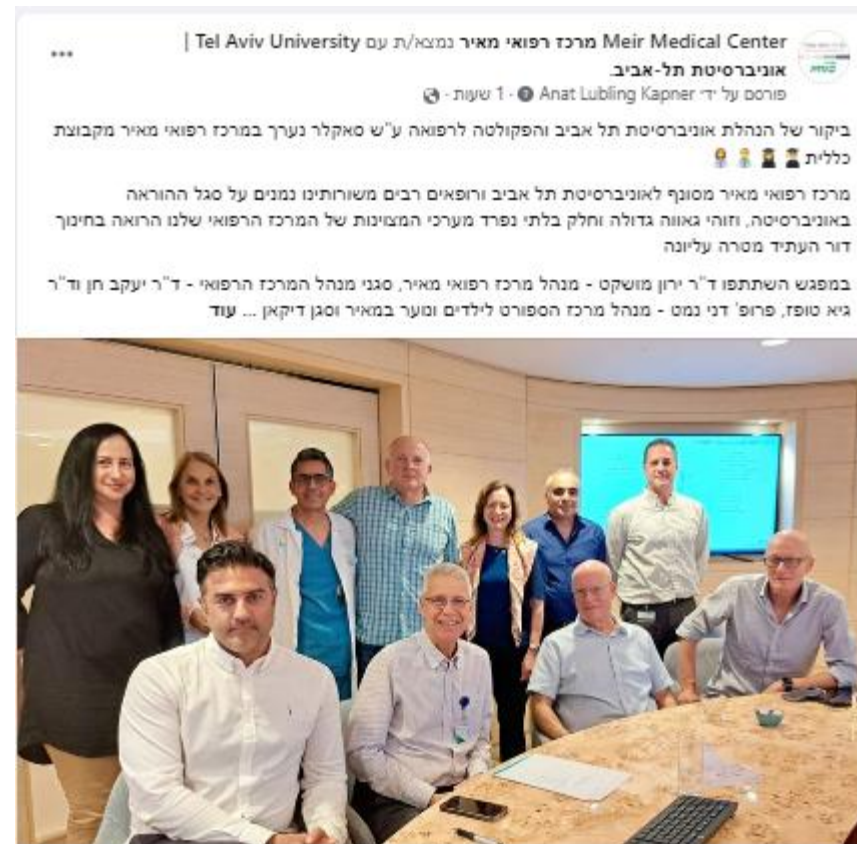 Meir Medical Center מרכז רפואי מאיר נמצא/ת עם Tel Aviv University |
אוניברסיטת תל-אביב.
פורסם על ידי Anat Lubling Kapner · 1 שעות ·
ביקור של הנהלת אוניברסיטת תל אביב והפקולטה לרפואה ע"ש סאקלר נערך במרכז רפואי מאיר מקבוצת
כללית
מרכז רפואי מאיר מסונף לאוניברסיטת תל אביב ורופאים רבים משורותינו נמנים על סגל ההוראה
באוניברסיטה, וזוהי גאווה גדולה וחלק בלתי נפרד מערכי המצוינות של המרכז הרפואי שלנו הרואה בחינוך
דור העתיד מטרה עליונה
במפגש השתתפו ד"ר ירון מושקט - מנהל מרכז רפואי מאיר, סגני מנהל המרכז הרפואי - ד"ר יעקב חן וד"ר
גיא טופז, פרופ' דני נמט - מנהל מרכז הספורט לילדים ונוער במאיר וסגן דיקאן ... עוד